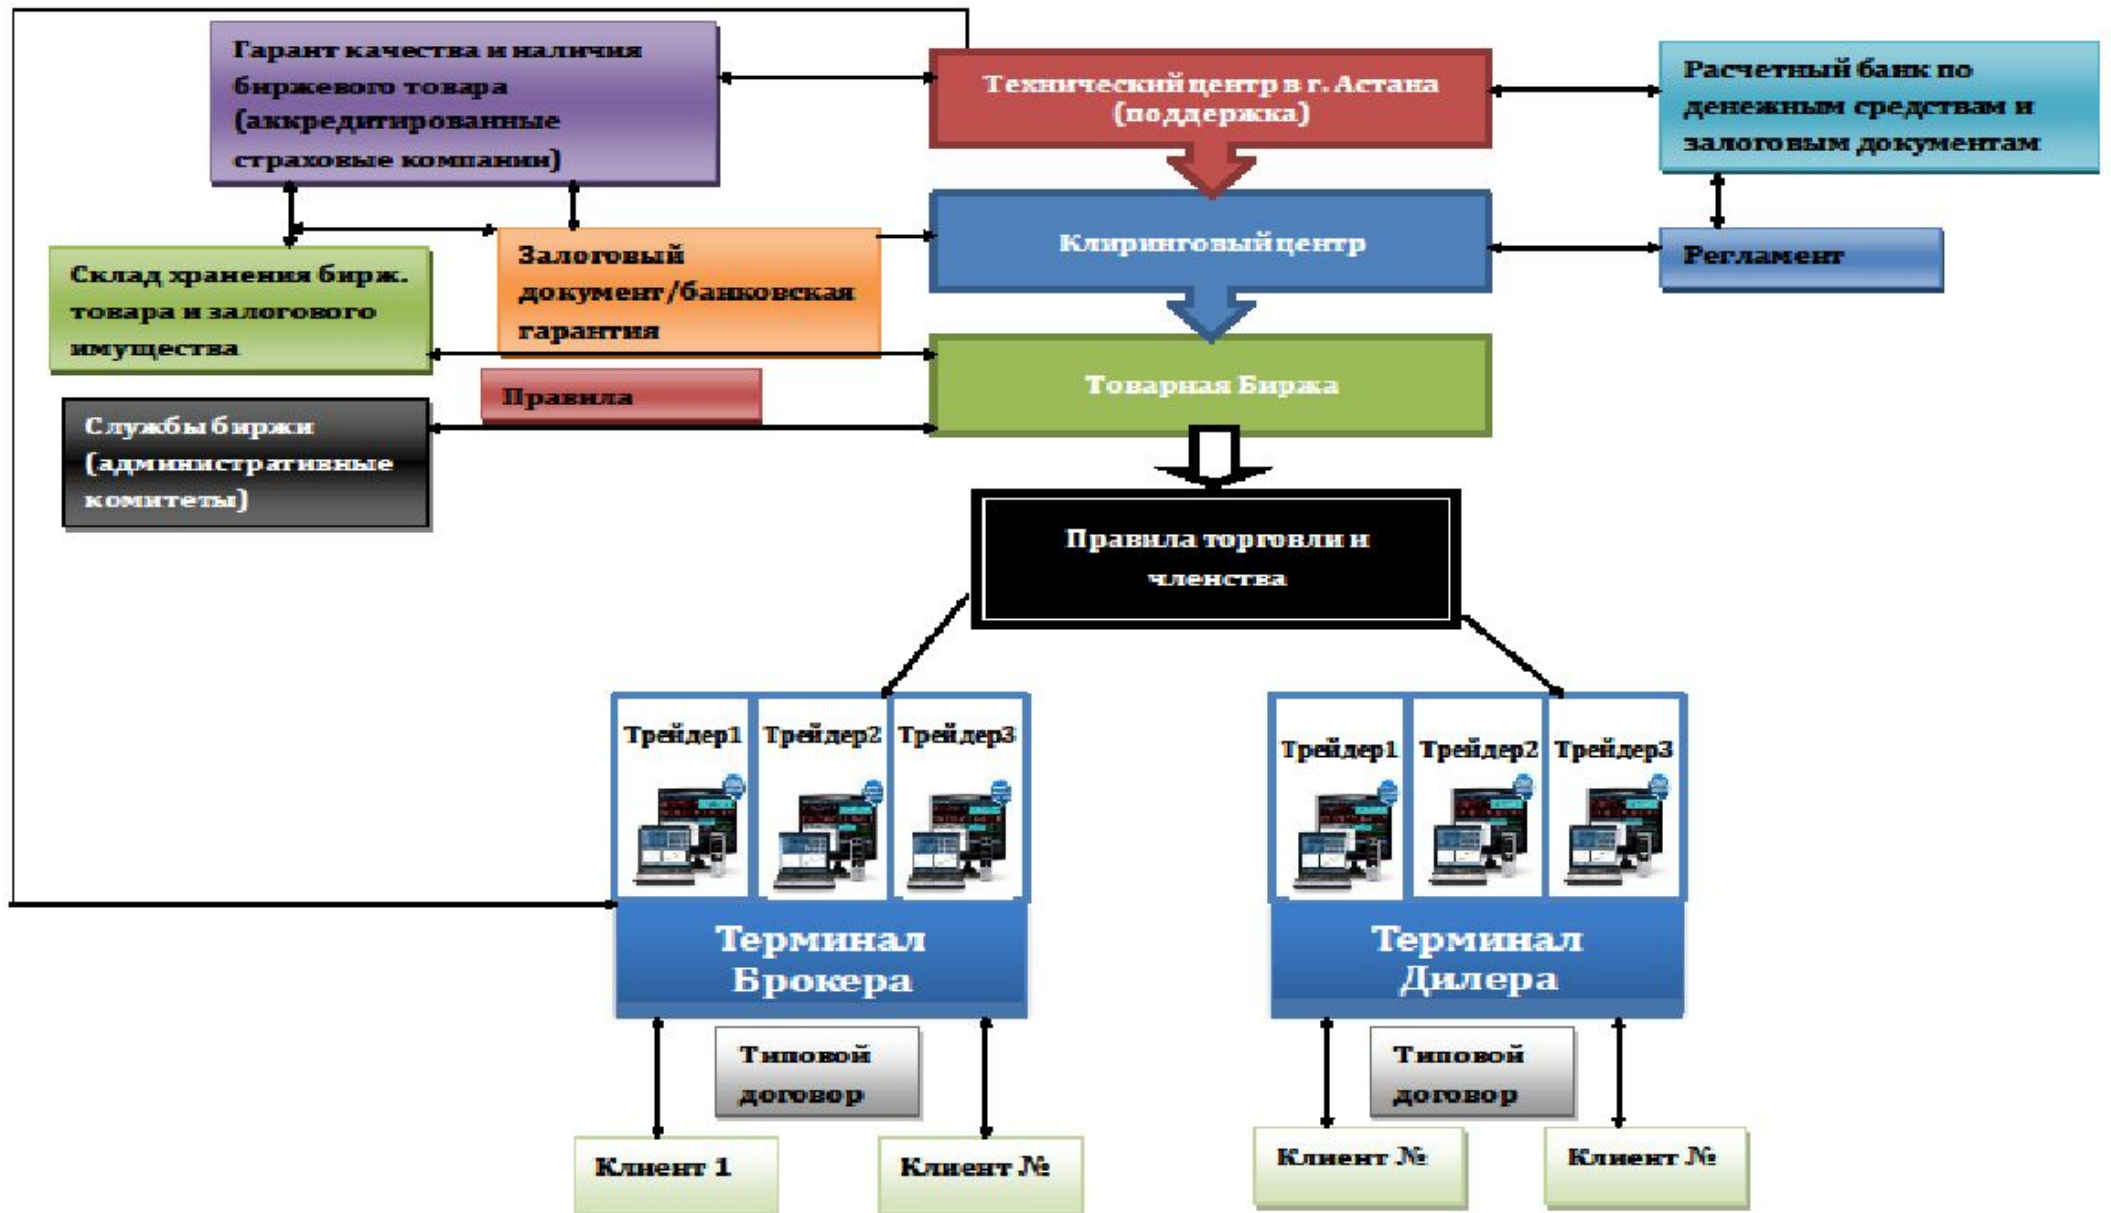 Гарант качества и наличия
биржевого товара
(аккредитированные
страховые компании)
Технический центр в г. Астана
(поддержка)
Расчетный банк по
денежным средствам и
залоговым документам
Клиринговый центр
Регламент
Залоговый
документ/банковская
гарантия
Склад хранения бирж.
товара и залогового
имущества
Товарная Биржа
Правила
Службы биржи
(административные
комитеты)
Правила торговли и
членства
Трейдер1
Трейдер2
Трейдер3
Трейдер1
Трейдер2
Трейдер3
Терминал
Брокера
Терминал
Дилера
Типовой
договор
Типовой
договор
Клиент 1
Клиент №
Клиент №
Клиент №